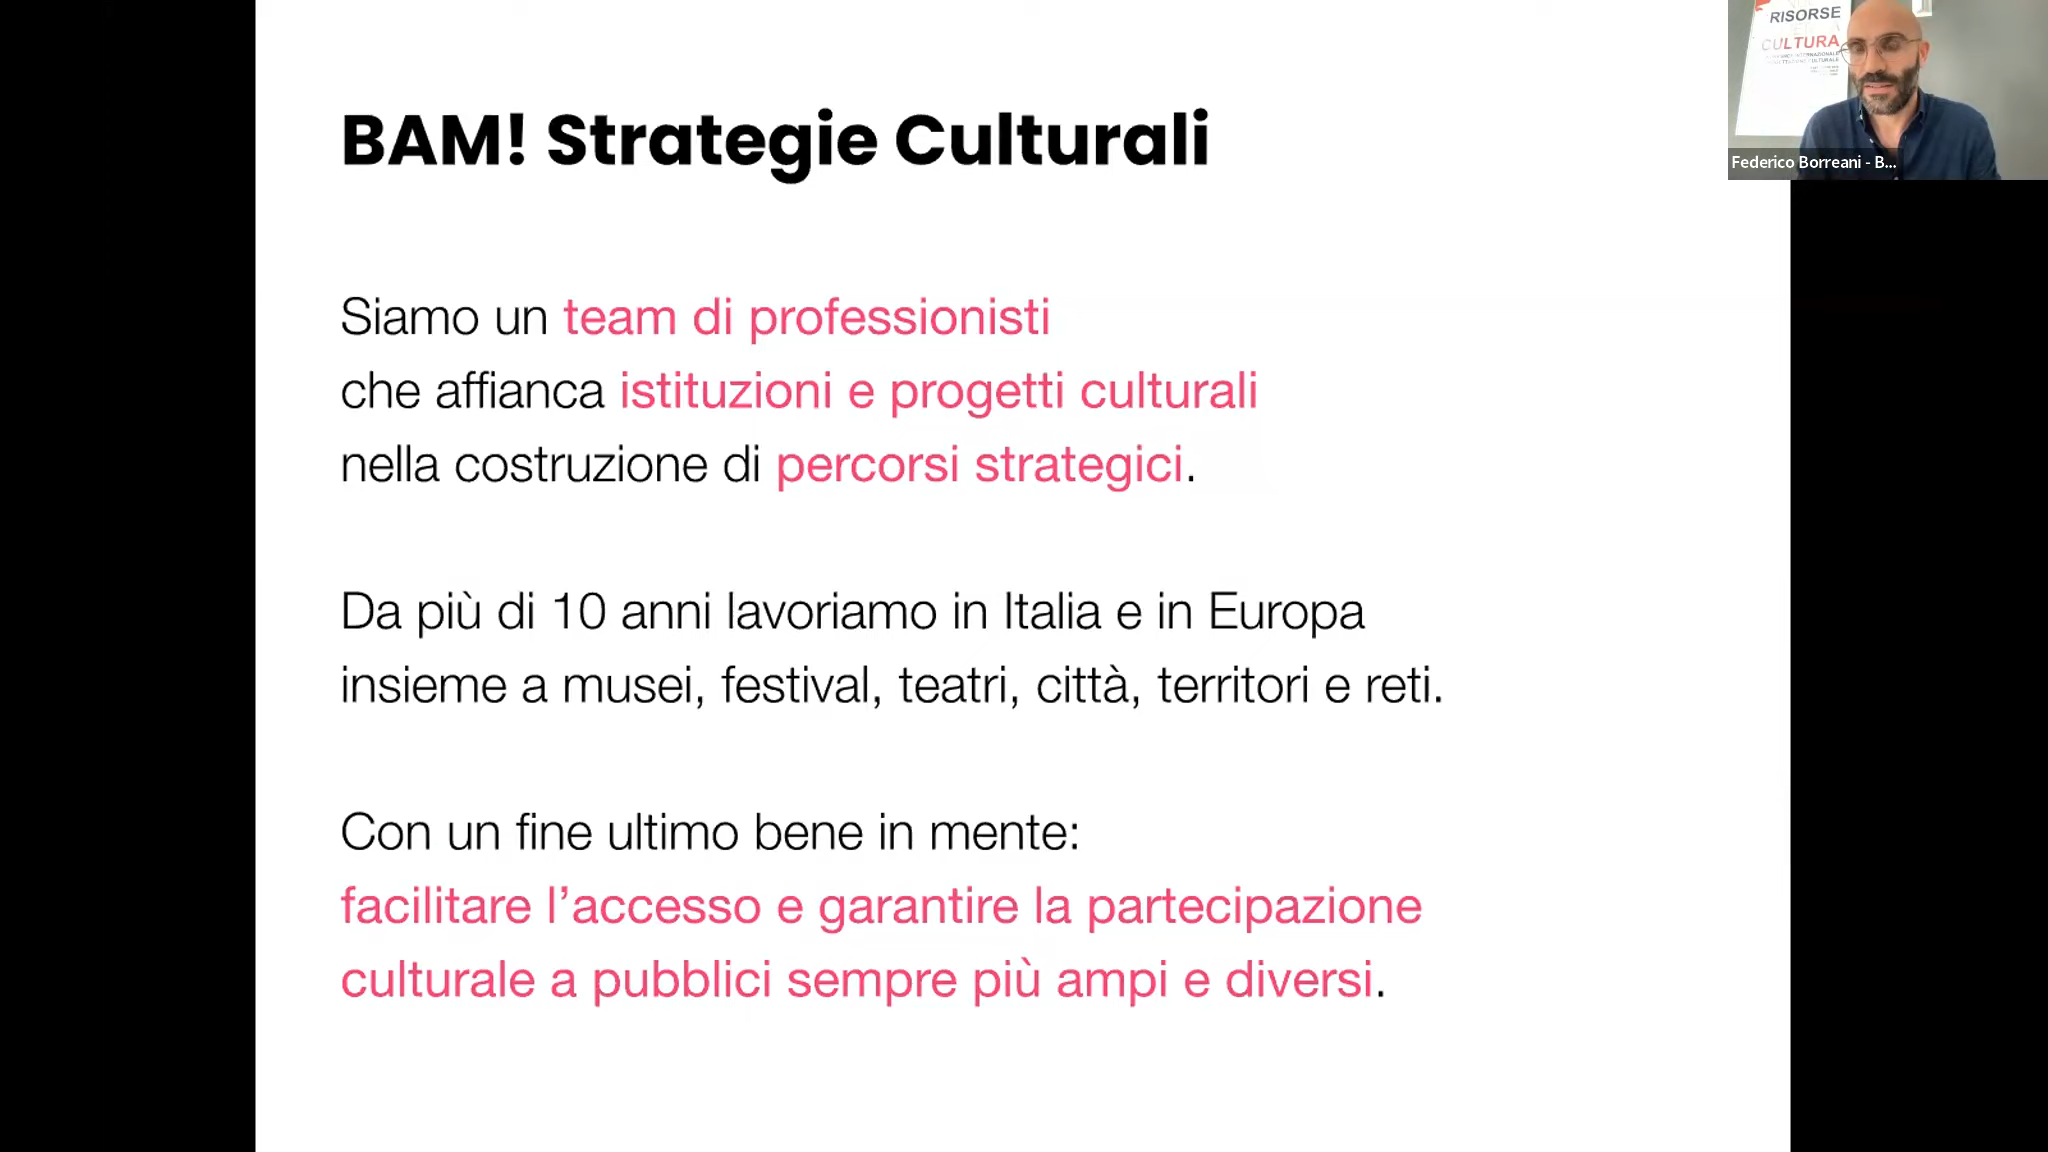 BAM! Strategie Culturali
Siamo un team di professionisti
che affianca istituzioni e progetti culturali
nella costruzione di percorsi strategici.
Da più di 10 anni lavoriamo in Italia e in Europa
insieme a musei, festival, teatri, città, territori e reti.
Con un fine ultimo bene in mente:
facilitare l’accesso e garantire la partecipazione
culturale a pubblici sempre più ampi e diversi.
RISORSE
CULTURA
Federico Borreani - B...